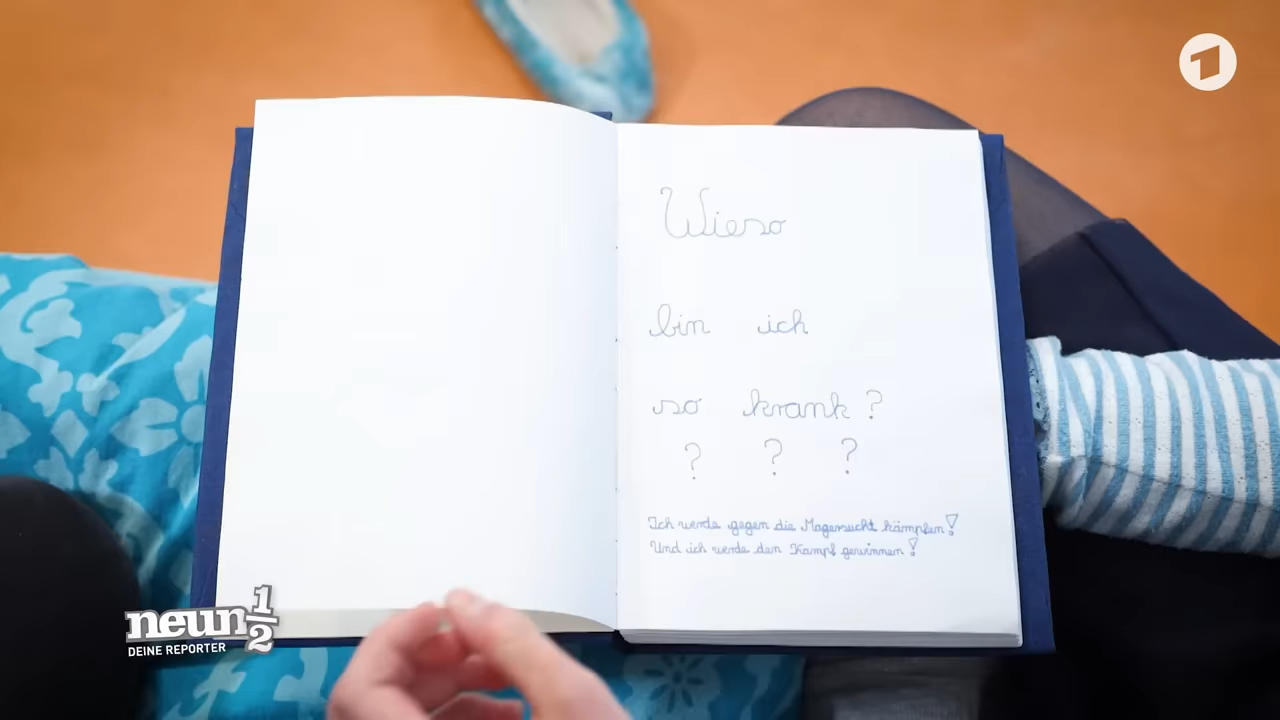 Wieso
bin ich
so krank ?
? ? ?
Ich werde gegen die Magersucht kämpfen!
Und ich werde den Kampf gewinnen!
neun 1/2
DEINE REPORTER
1